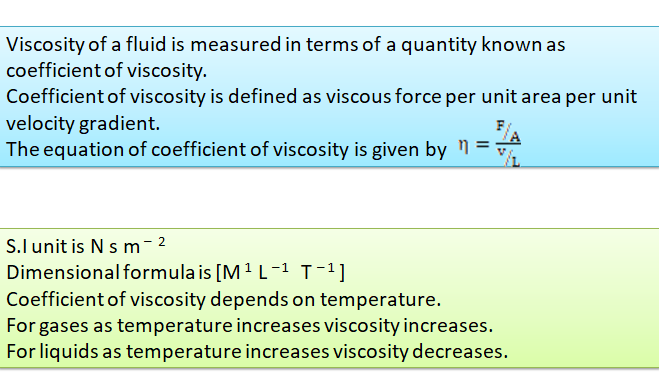 Viscosity of a fluid is measured in terms of a quantity known as
coefficient of viscosity.
Coefficient of viscosity is defined as viscous force per unit area per unit
velocity gradient.
The equation of coefficient of viscosity is given by η = (F/A)/(v/L)
S.I unit is N s m⁻²
Dimensional formula is [M¹ L⁻¹ T⁻¹]
Coefficient of viscosity depends on temperature.
For gases as temperature increases viscosity increases.
For liquids as temperature increases viscosity decreases.